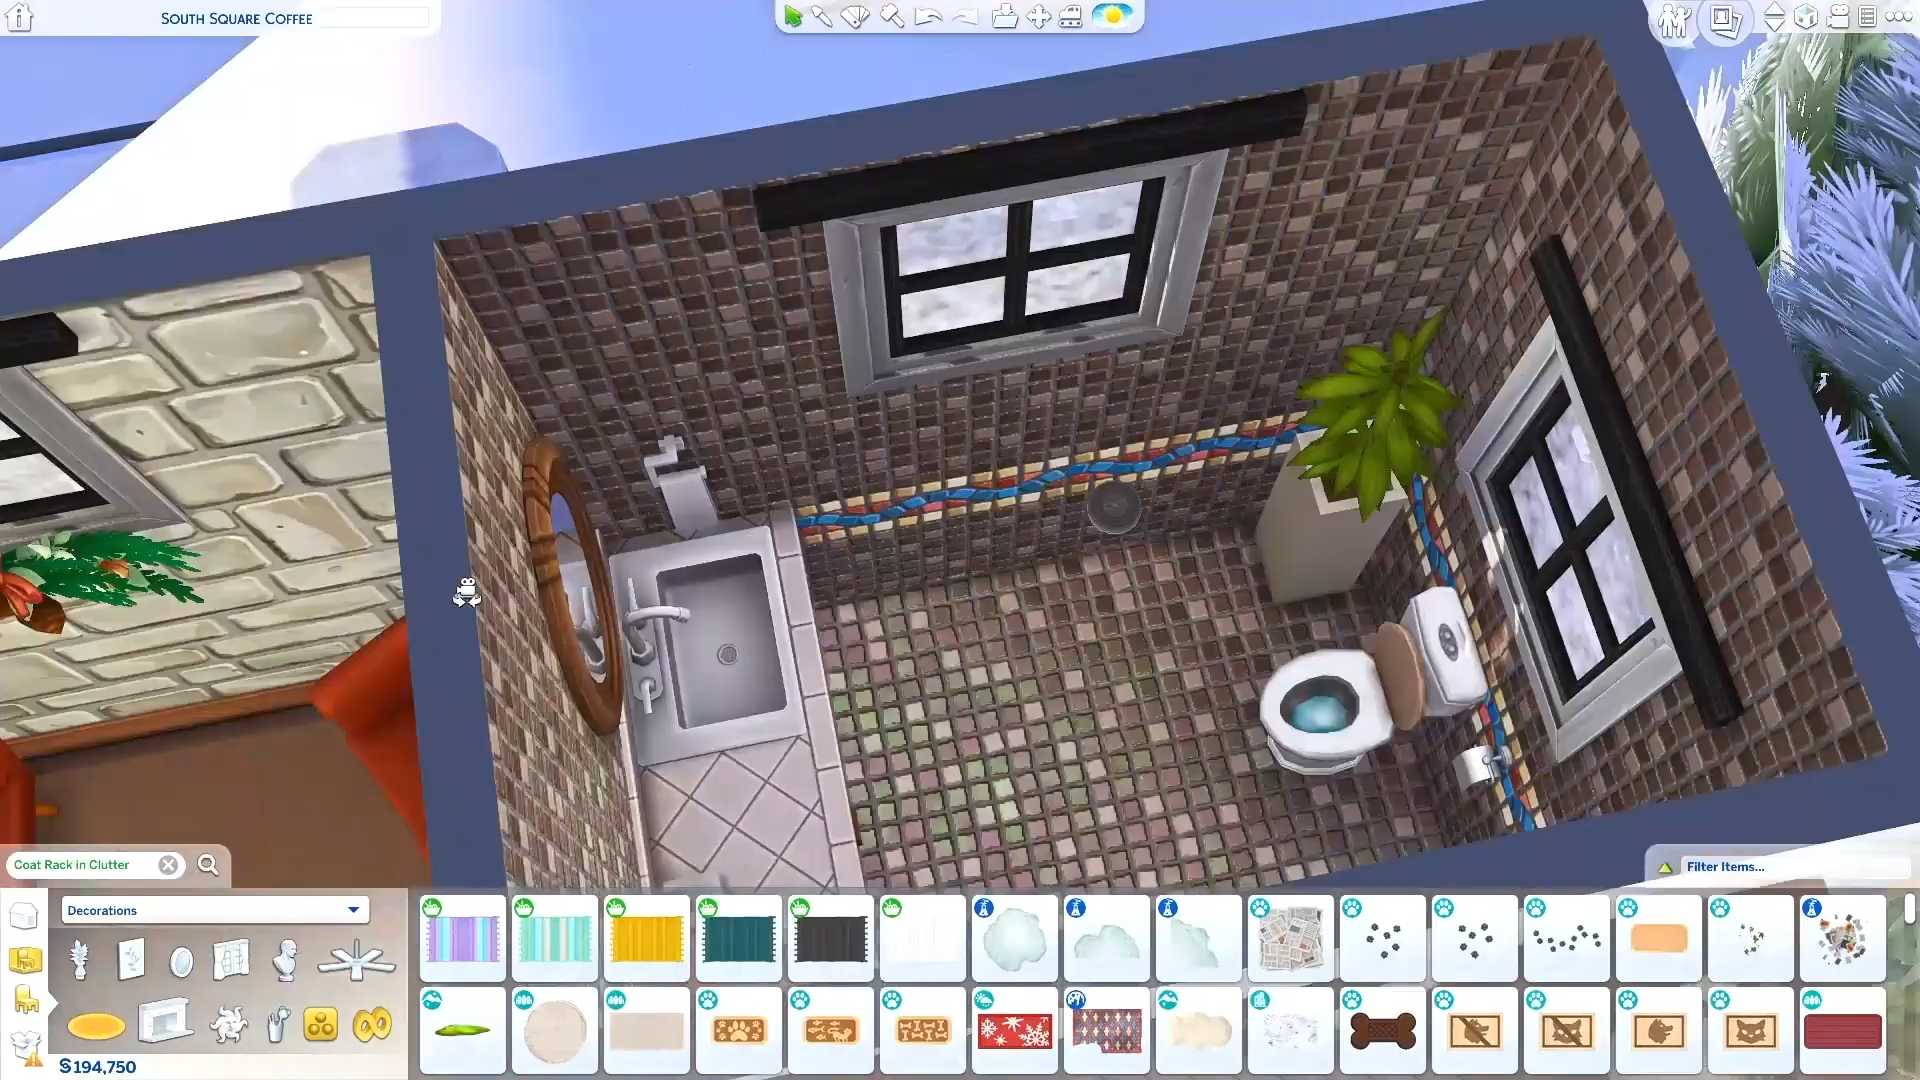 South Square Coffee
Coat Rack in Clutter
Filter Items...
Decorations
§194,750